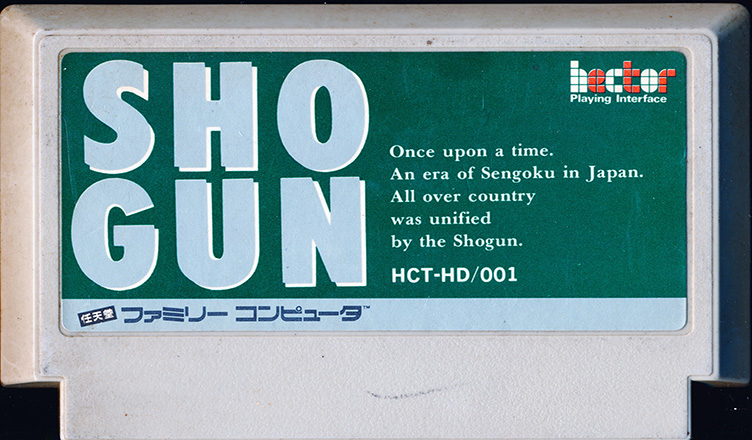 SHO
GUN
hector
Playing Interface
Once upon a time.
An era of Sengoku in Japan.
All over country
was unified
by the Shogun.
HCT-HD/001
任天堂 ファミリー コンピュータ™